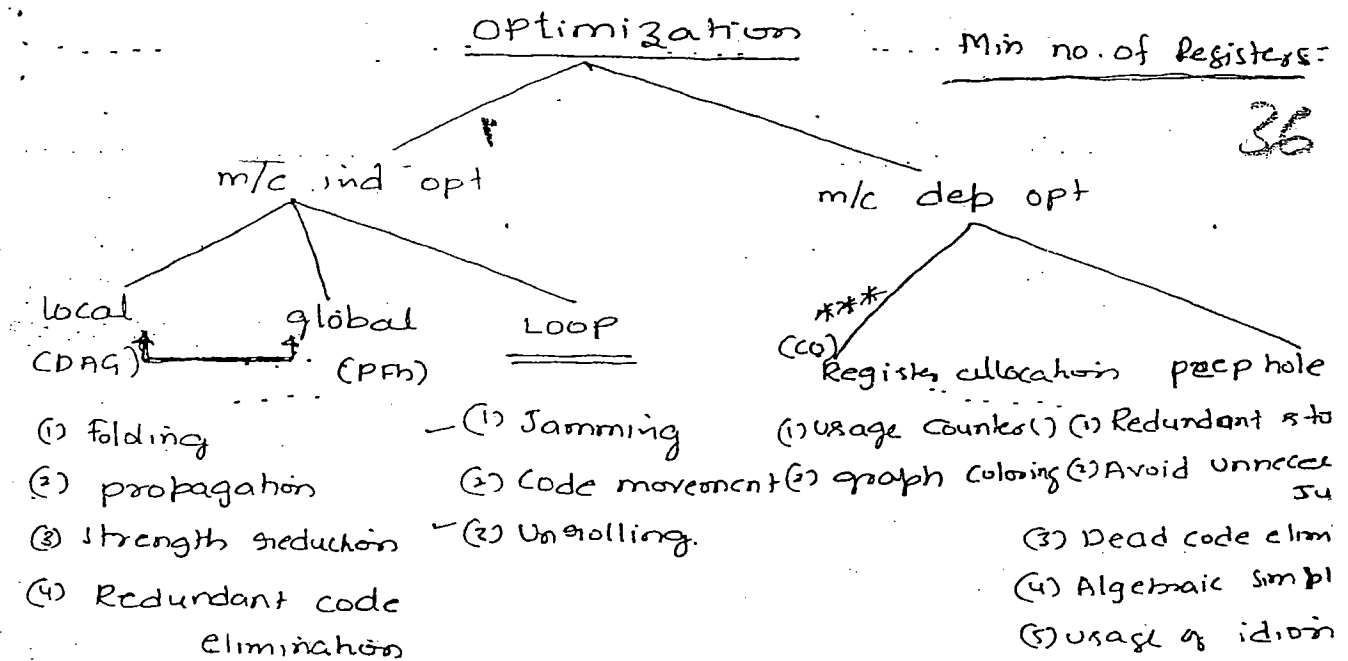 Optimization
Min no. of Registers:
36
m/c ind opt
m/c dep opt
local
global
LOOP
***
(DAG)
(CO)
Register allocation
peep hole
(1) folding
(1) Jamming
(1) usage counter()
(1) Redundant sto
(2) propagation
(2) Code movement
(2) graph coloring
(2) Avoid unneces
Ju
(3) strength reduction
(2) Unrolling.
(3) Dead code elim
(4) Redundant code
(4) Algebraic simpl
elimination
(5) usage of idiom